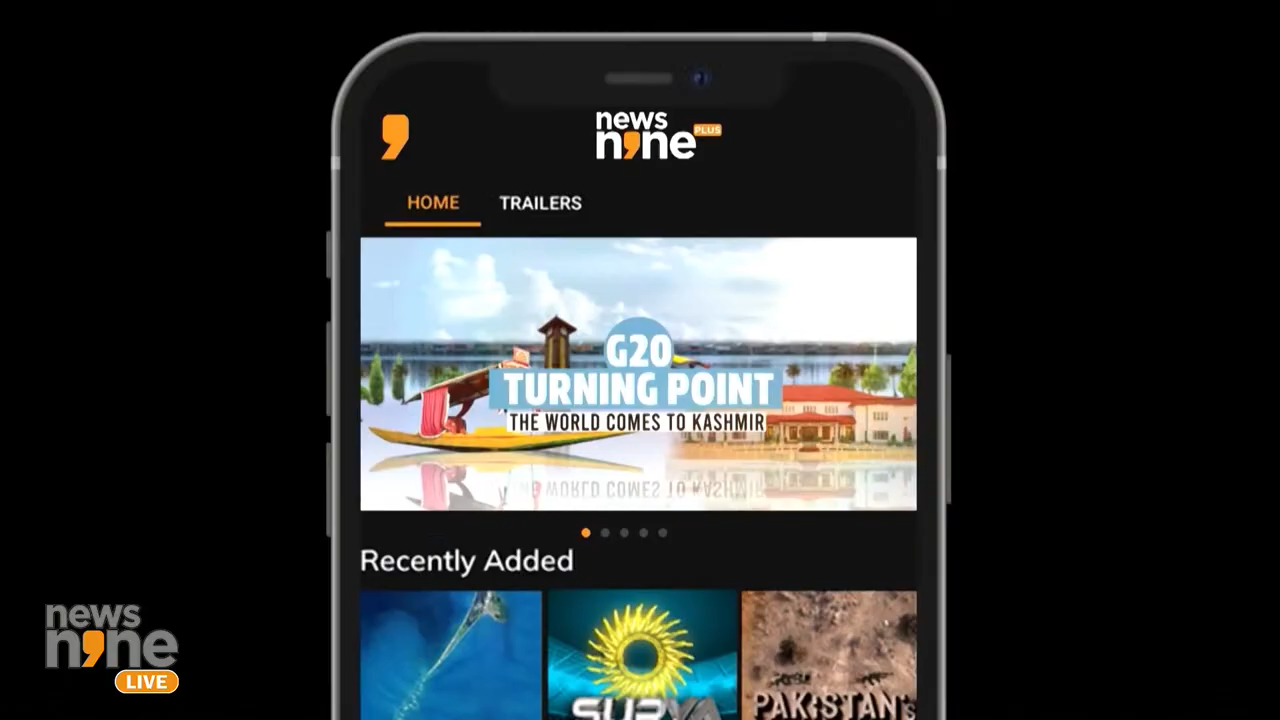 news
nine PLUS
HOME TRAILERS
G20
TURNING POINT
THE WORLD COMES TO KASHMIR
Recently Added
PAKISTAN's
news
nine
LIVE